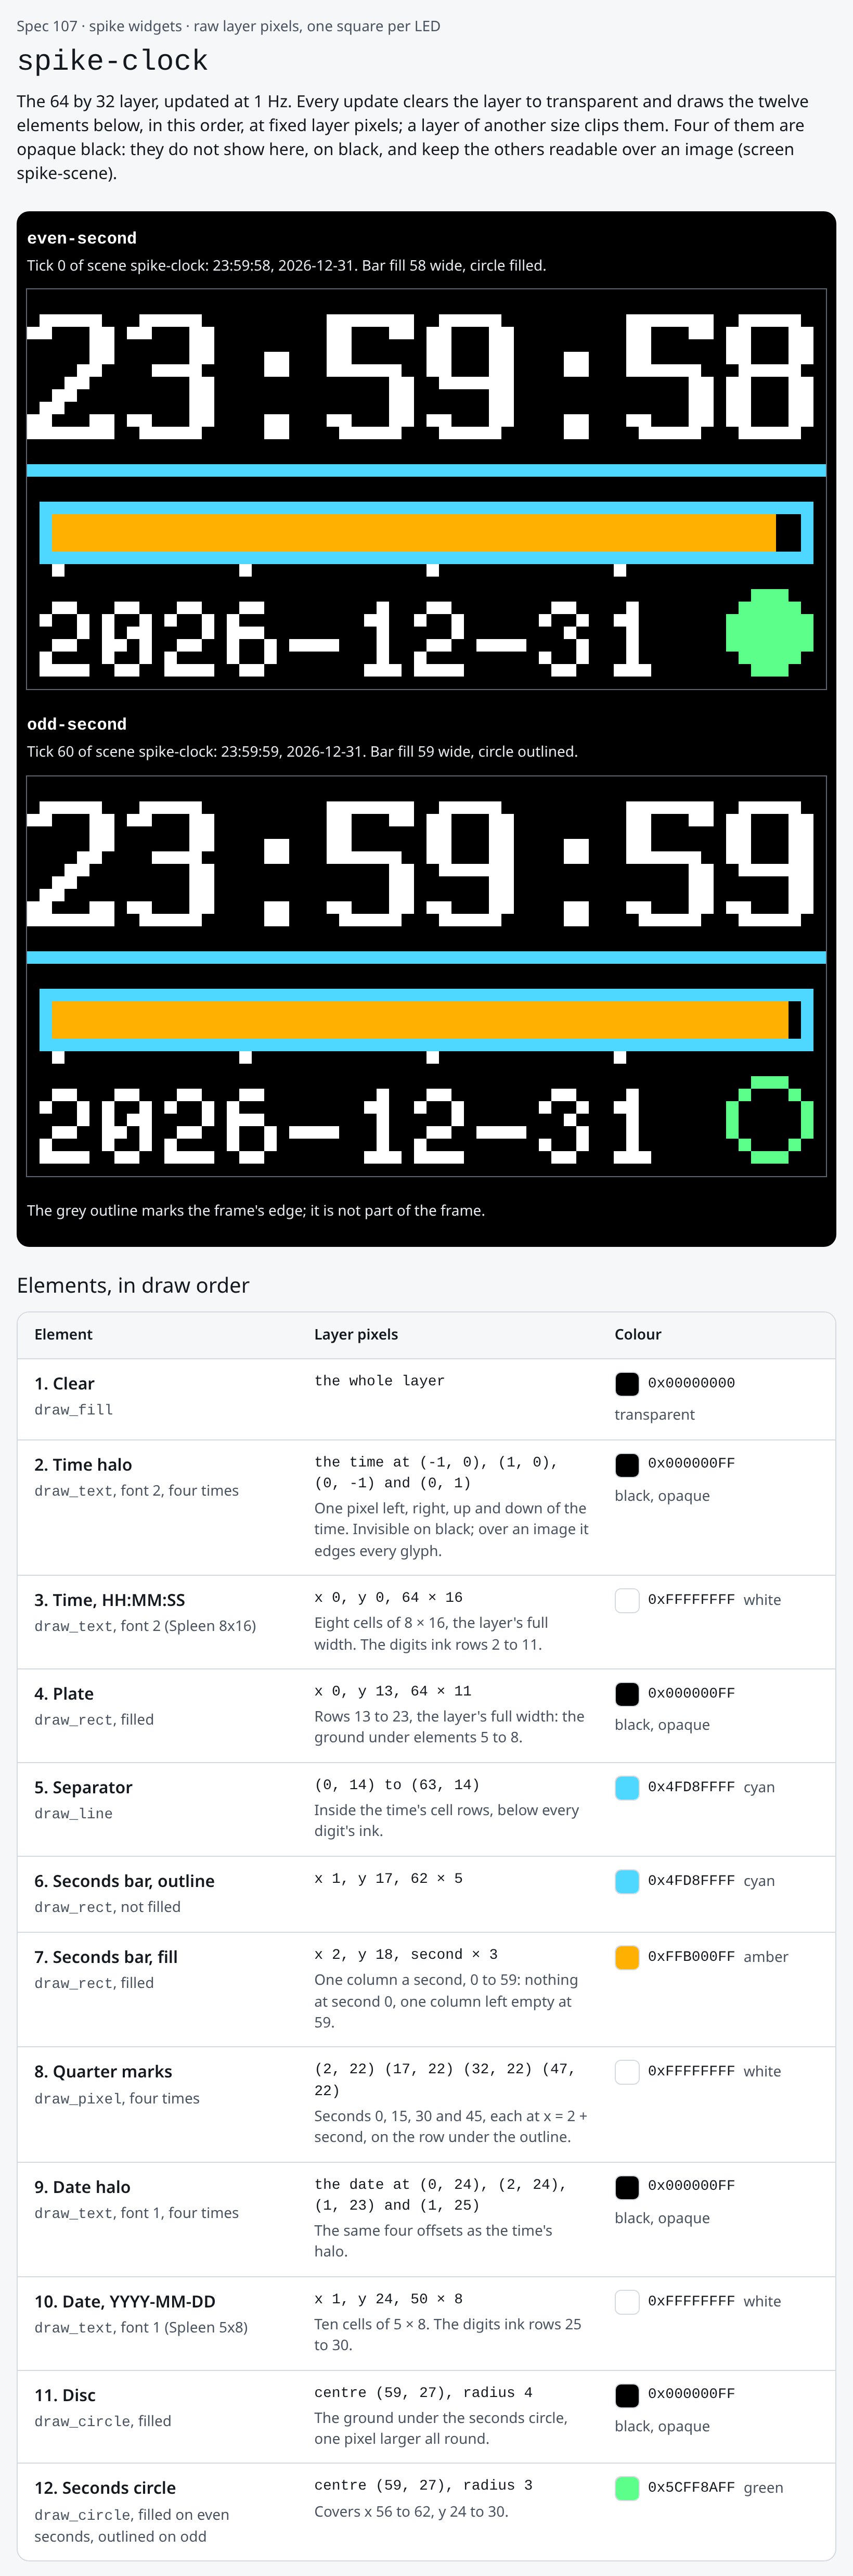 Spec 107 · spike widgets · raw layer pixels, one square per LED
spike-clock
The 64 by 32 layer, updated at 1 Hz. Every update clears the layer to transparent and draws the twelve
elements below, in this order, at fixed layer pixels; a layer of another size clips them. Four of them are
opaque black: they do not show here, on black, and keep the others readable over an image (screen
spike-scene).
even-second
Tick 0 of scene spike-clock: 23:59:58, 2026-12-31. Bar fill 58 wide, circle filled.
23:59:58
2026-12-31
odd-second
Tick 60 of scene spike-clock: 23:59:59, 2026-12-31. Bar fill 59 wide, circle outlined.
23:59:59
2026-12-31
The grey outline marks the frame's edge; it is not part of the frame.
Elements, in draw order
Element Layer pixels Colour
1. Clear
draw_fill
the whole layer
0x00000000
transparent
2. Time halo
draw_text, font 2, four times
the time at (-1, 0), (1, 0),
(0, -1) and (0, 1)
One pixel left, right, up and down of the
time. Invisible on black; over an image it
edges every glyph.
0x000000FF
black, opaque
3. Time, HH:MM:SS
draw_text, font 2 (Spleen 8x16)
x 0, y 0, 64 × 16
Eight cells of 8 × 16, the layer's full
width. The digits ink rows 2 to 11.
0xFFFFFFFF white
4. Plate
draw_rect, filled
x 0, y 13, 64 × 11
Rows 13 to 23, the layer's full width: the
ground under elements 5 to 8.
0x000000FF
black, opaque
5. Separator
draw_line
(0, 14) to (63, 14)
Inside the time's cell rows, below every
digit's ink.
0x4FD8FFFF cyan
6. Seconds bar, outline
draw_rect, not filled
x 1, y 17, 62 × 5
0x4FD8FFFF cyan
7. Seconds bar, fill
draw_rect, filled
x 2, y 18, second × 3
One column a second, 0 to 59: nothing
at second 0, one column left empty at
59.
0xFFB000FF amber
8. Quarter marks
draw_pixel, four times
(2, 22) (17, 22) (32, 22) (47,
22)
Seconds 0, 15, 30 and 45, each at x = 2 +
second, on the row under the outline.
0xFFFFFFFF white
9. Date halo
draw_text, font 1, four times
the date at (0, 24), (2, 24),
(1, 23) and (1, 25)
The same four offsets as the time's
halo.
0x000000FF
black, opaque
10. Date, YYYY-MM-DD
draw_text, font 1 (Spleen 5x8)
x 1, y 24, 50 × 8
Ten cells of 5 × 8. The digits ink rows 25
to 30.
0xFFFFFFFF white
11. Disc
draw_circle, filled
centre (59, 27), radius 4
The ground under the seconds circle,
one pixel larger all round.
0x000000FF
black, opaque
12. Seconds circle
draw_circle, filled on even
seconds, outlined on odd
centre (59, 27), radius 3
Covers x 56 to 62, y 24 to 30.
0x5CFF8AFF green